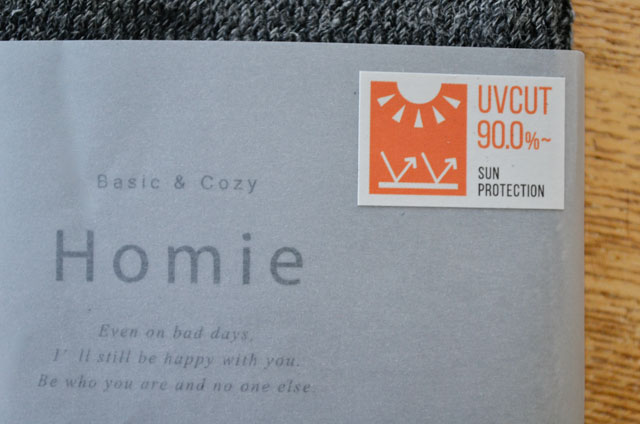 UVCUT
90.0%~
SUN
PROTECTION
Basic & Cozy
Homie
Even on bad days,
I'll still be happy with you.
Be who you are and no one else.